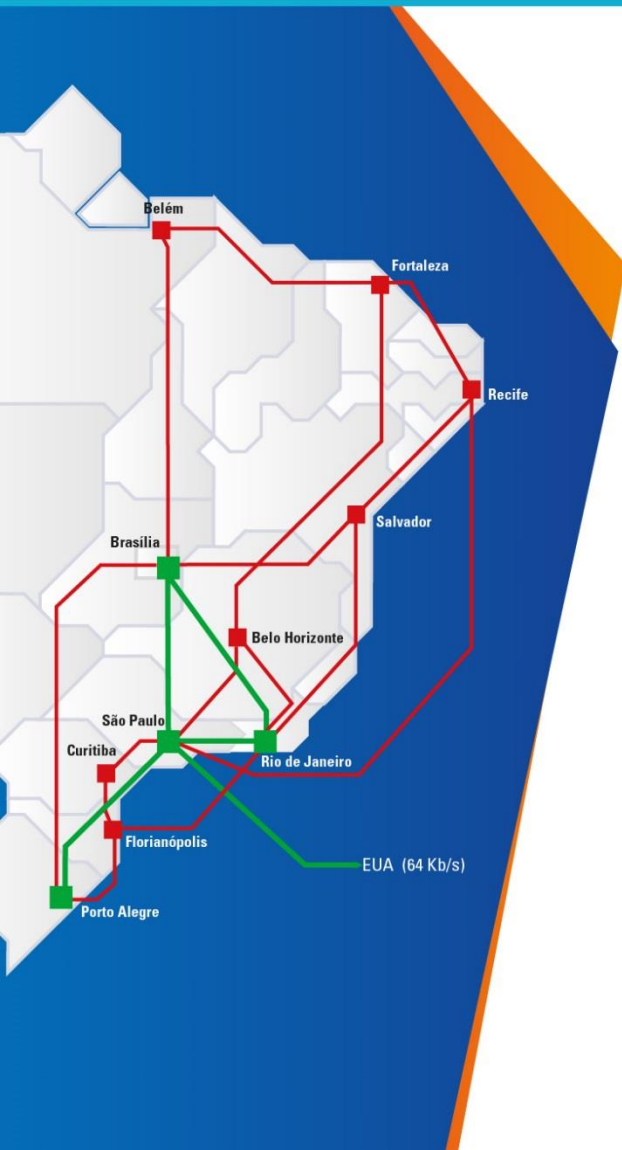 Belém
Fortaleza
Recife
Salvador
Brasília
Belo Horizonte
São Paulo
Curitiba
Rio de Janeiro
Florianópolis
EUA (64 Kb/s)
Porto Alegre